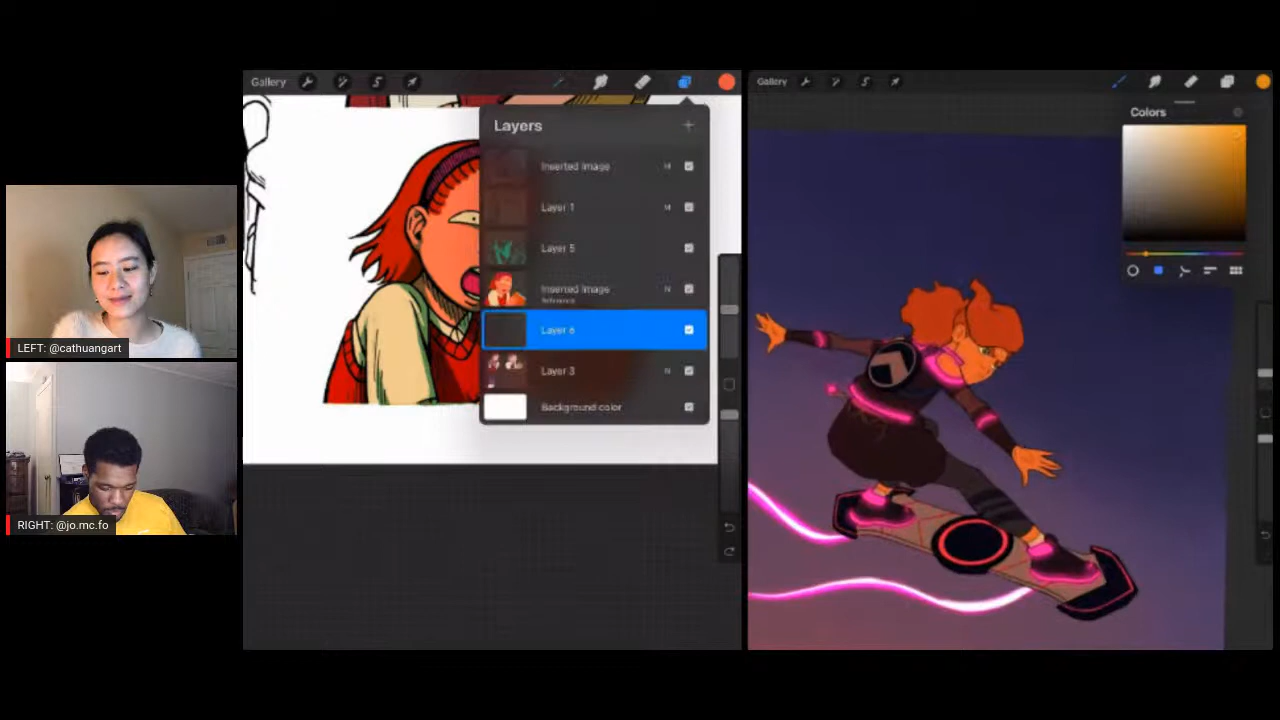 LEFT: @cathuangart
RIGHT: @jo.mc.fo
Gallery
Layers
Inserted Image M
Layer 1 M
Layer 5
Inserted Image N
Reference
Layer 6
Layer 3 N
Background color
Gallery
Colors